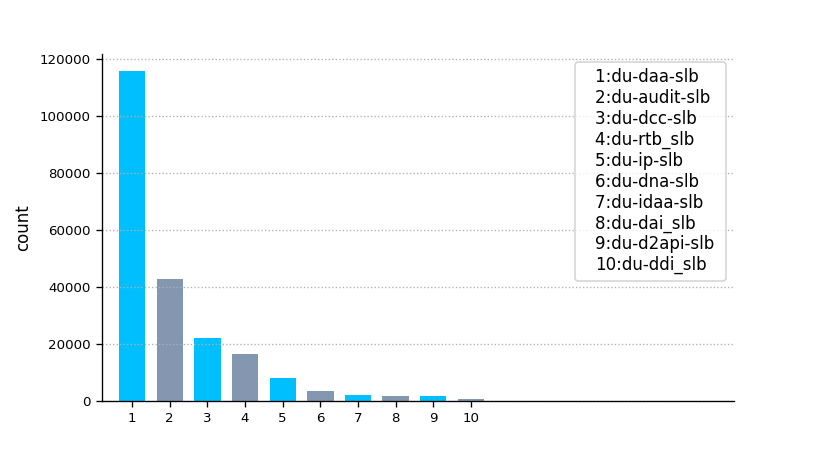 120000
100000
80000
60000
40000
20000
0
count
1 2 3 4 5 6 7 8 9 10
1:du-daa-slb
2:du-audit-slb
3:du-dcc-slb
4:du-rtb_slb
5:du-ip-slb
6:du-dna-slb
7:du-idaa-slb
8:du-dai_slb
9:du-d2api-slb
10:du-ddi_slb